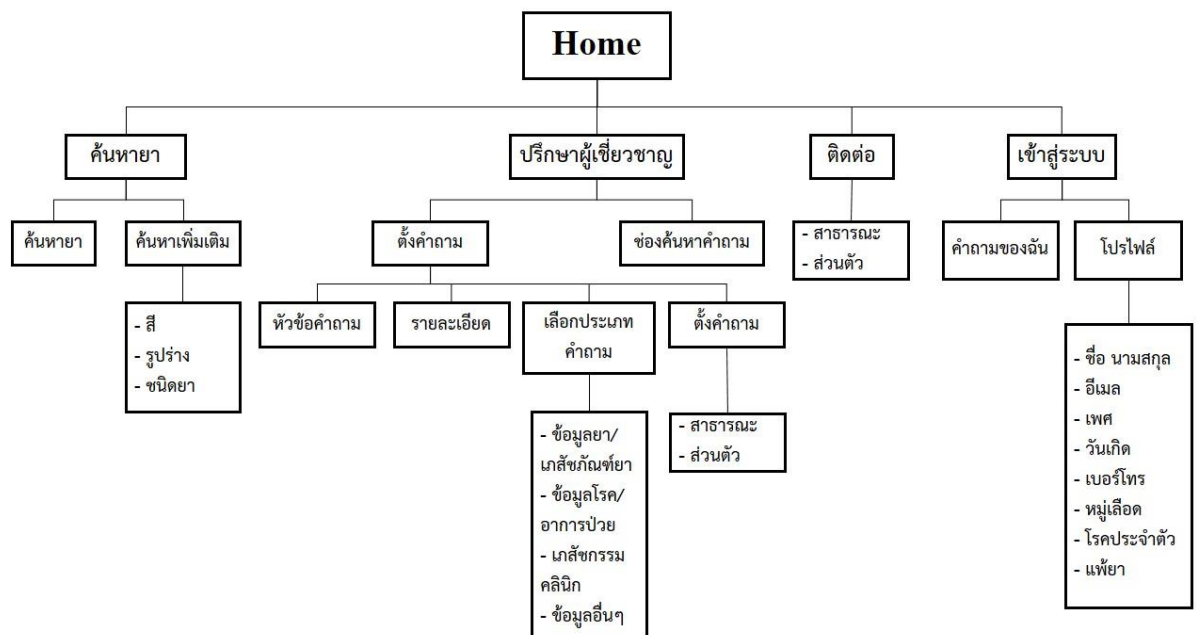 Home
ค้นหายา
ปรึกษาผู้เชี่ยวชาญ
ติดต่อ
เข้าสู่ระบบ
ค้นหายา
ค้นหาเพิ่มเติม
ตั้งคำถาม
ช่องค้นหาคำถาม
- สาธารณะ
- ส่วนตัว
คำถามของฉัน
โปรไฟล์
- สี
- รูปร่าง
- ชนิดยา
หัวข้อคำถาม
รายละเอียด
เลือกประเภท
คำถาม
ตั้งคำถาม
- ข้อมูลยา/
เภสัชภัณฑ์ยา
- ข้อมูลโรค/
อาการป่วย
- เภสัชกรรม
คลินิก
- ข้อมูลอื่นๆ
- สาธารณะ
- ส่วนตัว
- ชื่อ นามสกุล
- อีเมล
- เพศ
- วันเกิด
- เบอร์โทร
- หมู่เลือด
- โรคประจำตัว
- แพ้ยา